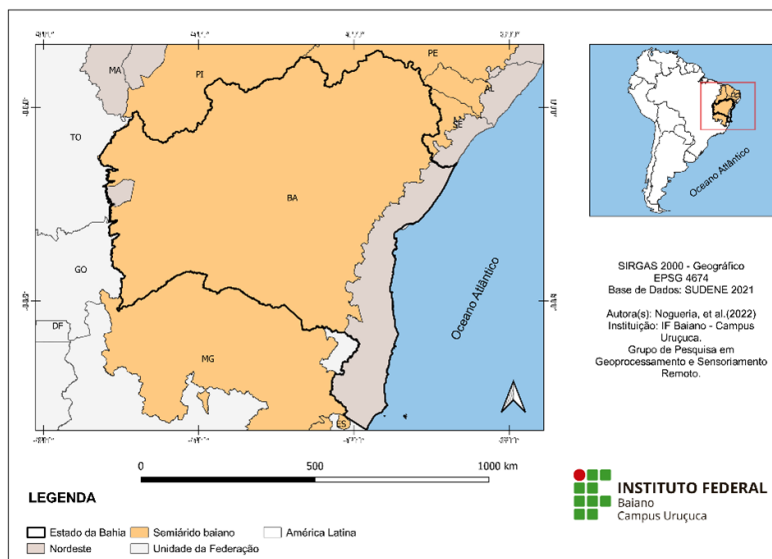 MA
PI
PE
AL
SE
TO
BA
GO
DF
MG
ES
Oceano Atlântico
Oceano Atlântico
SIRGAS 2000 - Geográfico
EPSG 4674
Base de Dados: SUDENE 2021
Autora(s): Nogueria, et al.(2022)
Instituição: IF Baiano - Campus
Uruçuca.
Grupo de Pesquisa em
Geoprocessamento e Sensoriamento
Remoto.
0 500 1000 km
LEGENDA
Estado da Bahia Semiárido baiano América Latina
Nordeste Unidade da Federação
INSTITUTO FEDERAL
Baiano
Campus Uruçuca